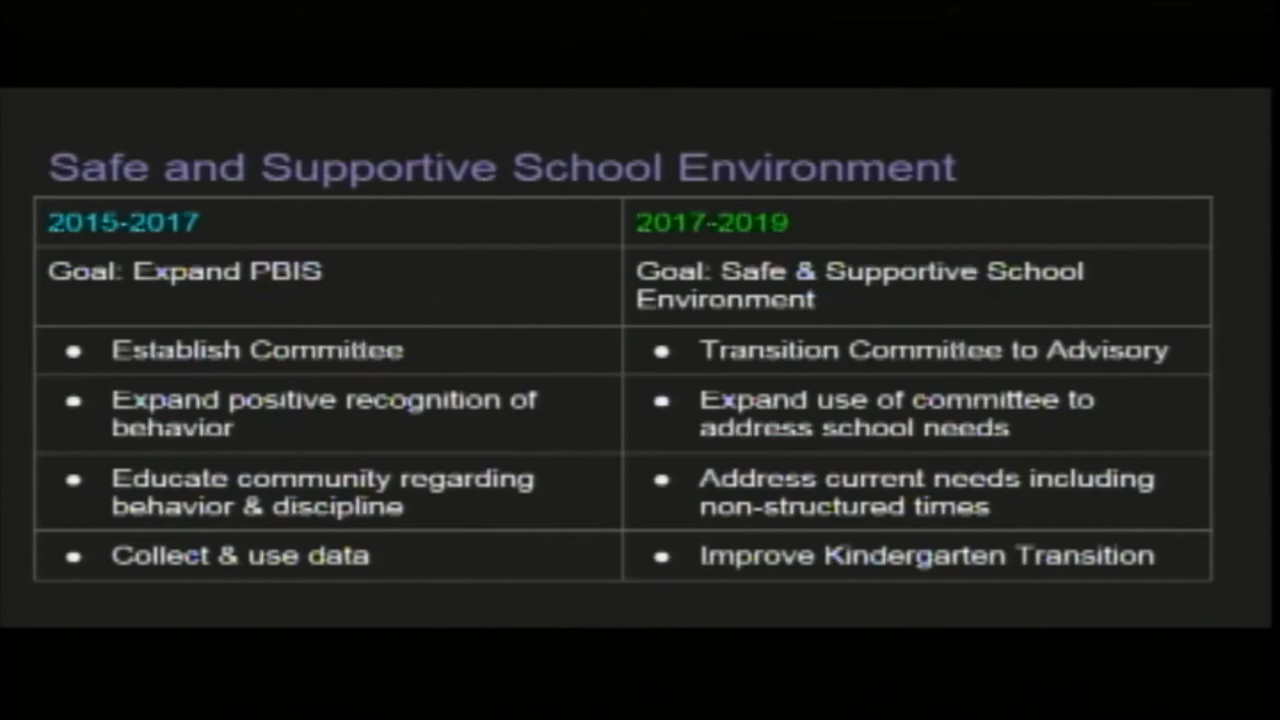 Safe and Supportive School Environment
2015-2017
2017-2019
Goal: Expand PBIS
Goal: Safe & Supportive School
Environment
● Establish Committee
● Transition Committee to Advisory
● Expand positive recognition of
behavior
● Expand use of committee to
address school needs
● Educate community regarding
behavior & discipline
● Address current needs including
non-structured times
● Collect & use data
● Improve Kindergarten Transition